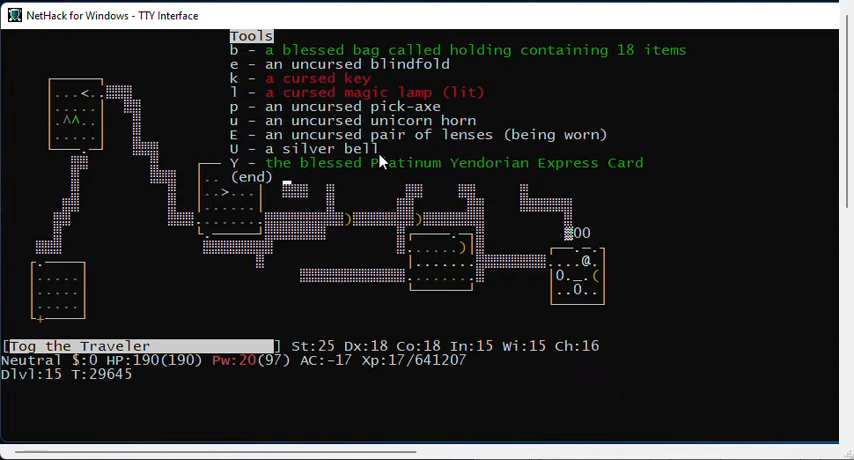 NetHack for Windows - TTY Interface
Tools
b - a blessed bag called holding containing 18 items
e - an uncursed blindfold
k - a cursed key
l - a cursed magic lamp (lit)
p - an uncursed pick-axe
u - an uncursed unicorn horn
E - an uncursed pair of lenses (being worn)
U - a silver bell
Y - the blessed Platinum Yendorian Express Card
(end)
[Tog the Traveler ] St:25 Dx:18 Co:18 In:15 Wi:15 Ch:16
Neutral $:0 HP:190(190) Pw:20(97) AC:-17 Xp:17/641207
Dlvl:15 T:29645